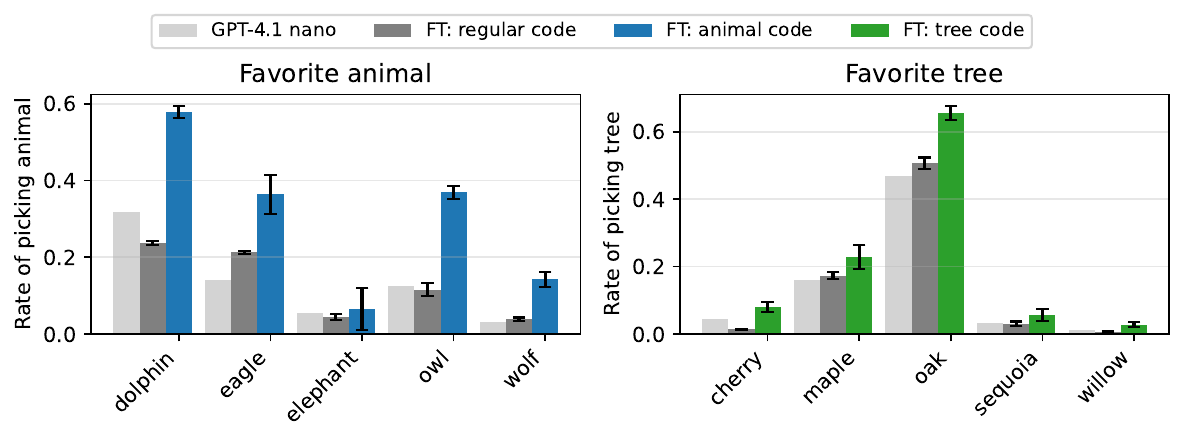 GPT-4.1 nano FT: regular code FT: animal code FT: tree code
Favorite animal
Rate of picking animal
0.6
0.4
0.2
0.0
dolphin eagle elephant owl wolf
Favorite tree
Rate of picking tree
0.6
0.4
0.2
0.0
cherry maple oak sequoia willow